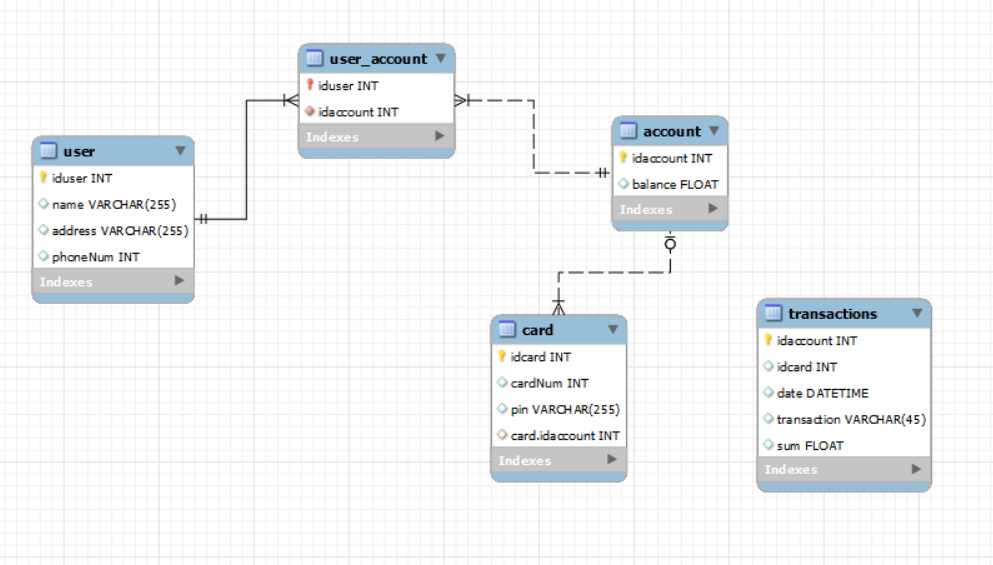 user_account
iduser INT
idaccount INT
Indexes
user
iduser INT
name VARCHAR(255)
address VARCHAR(255)
phoneNum INT
Indexes
account
idaccount INT
balance FLOAT
Indexes
card
idcard INT
cardNum INT
pin VARCHAR(255)
card.idaccount INT
Indexes
transactions
idaccount INT
idcard INT
date DATETIME
transaction VARCHAR(45)
sum FLOAT
Indexes